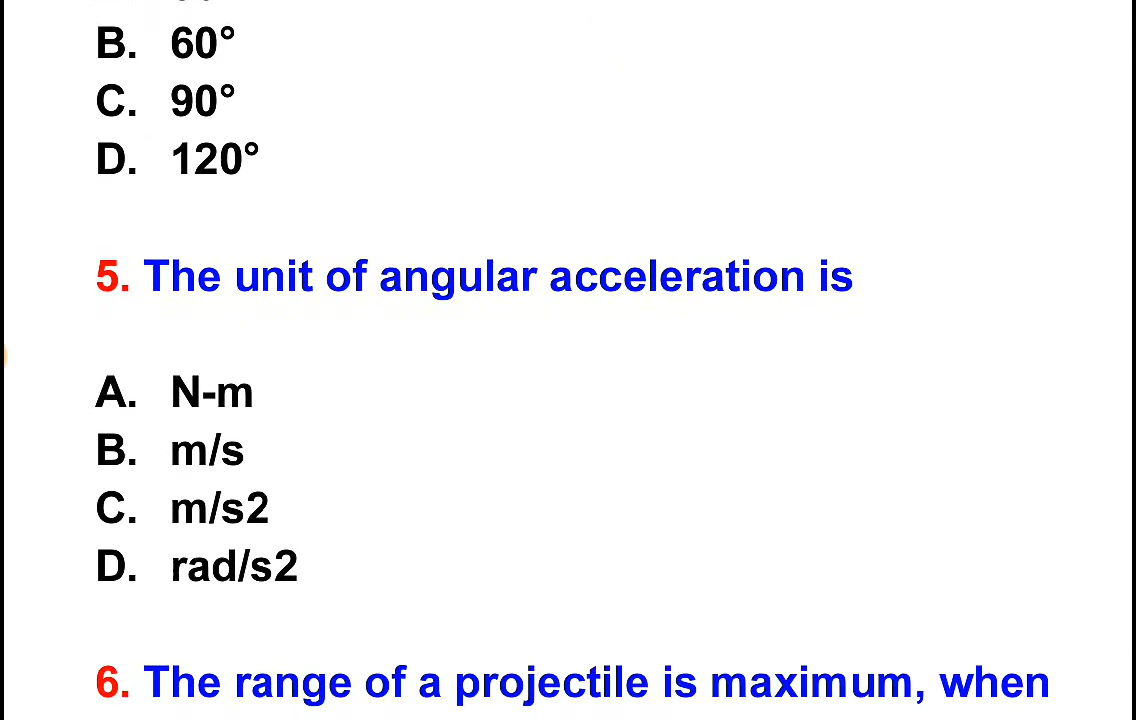 B. 60°
C. 90°
D. 120°
5. The unit of angular acceleration is
A. N-m
B. m/s
C. m/s2
D. rad/s2
6. The range of a projectile is maximum, when